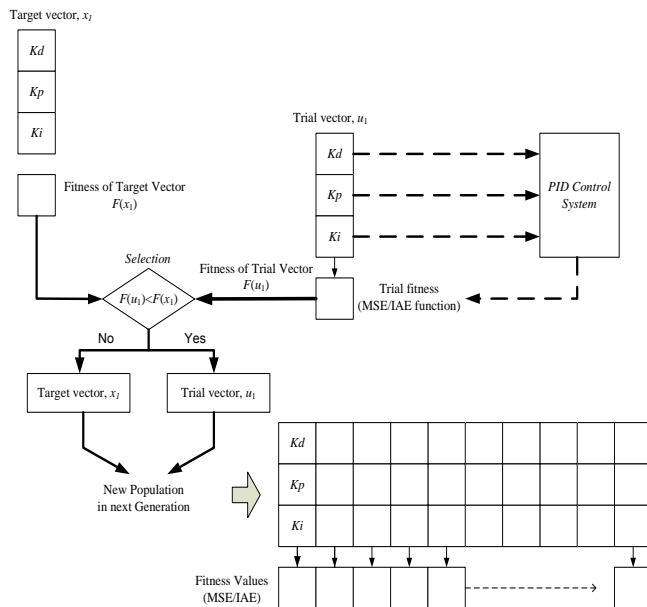 Target vector, x1
Kd
Kp
Ki
Fitness of Target Vector
F(x1)
Trial vector, u1
Kd
Kp
Ki
PID Control
System
Selection
F(u1)<F(x1)
Fitness of Trial Vector
F(u1)
Trial fitness
(MSE/IAE function)
No
Yes
Target vector, x1
Trial vector, u1
New Population
in next Generation
Kd
Kp
Ki
Fitness Values
(MSE/IAE)